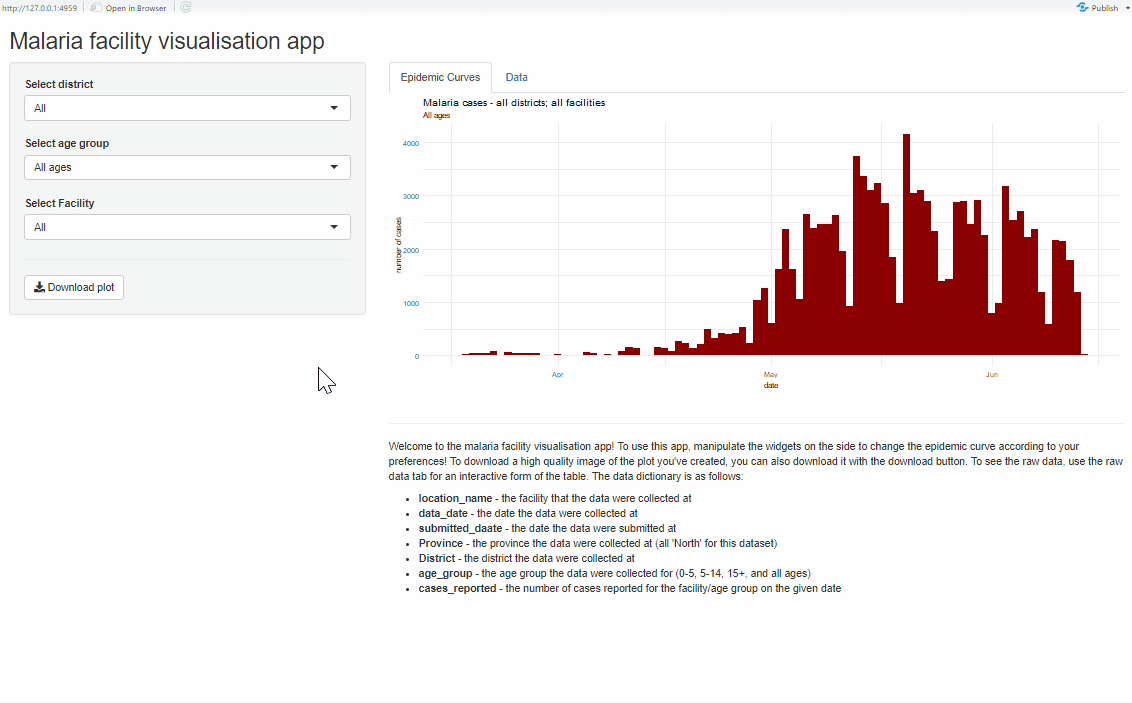 http://127.0.0.1:4959 Open in Browser Publish
Malaria facility visualisation app
Select district
All
Select age group
All ages
Select Facility
All
Download plot
Epidemic Curves Data
Malaria cases - all districts; all facilities
All ages
4000
3000
2000
1000
0
number of cases
Apr May Jun
date
Welcome to the malaria facility visualisation app! To use this app, manipulate the widgets on the side to change the epidemic curve according to your
preferences! To download a high quality image of the plot you've created, you can also download it with the download button. To see the raw data, use the raw
data tab for an interactive form of the table. The data dictionary is as follows:
• location_name - the facility that the data were collected at
• data_date - the date the data were collected at
• submitted_daate - the date the data were submitted at
• Province - the province the data were collected at (all 'North' for this dataset)
• District - the district the data were collected at
• age_group - the age group the data were collected for (0-5, 5-14, 15+, and all ages)
• cases_reported - the number of cases reported for the facility/age group on the given date